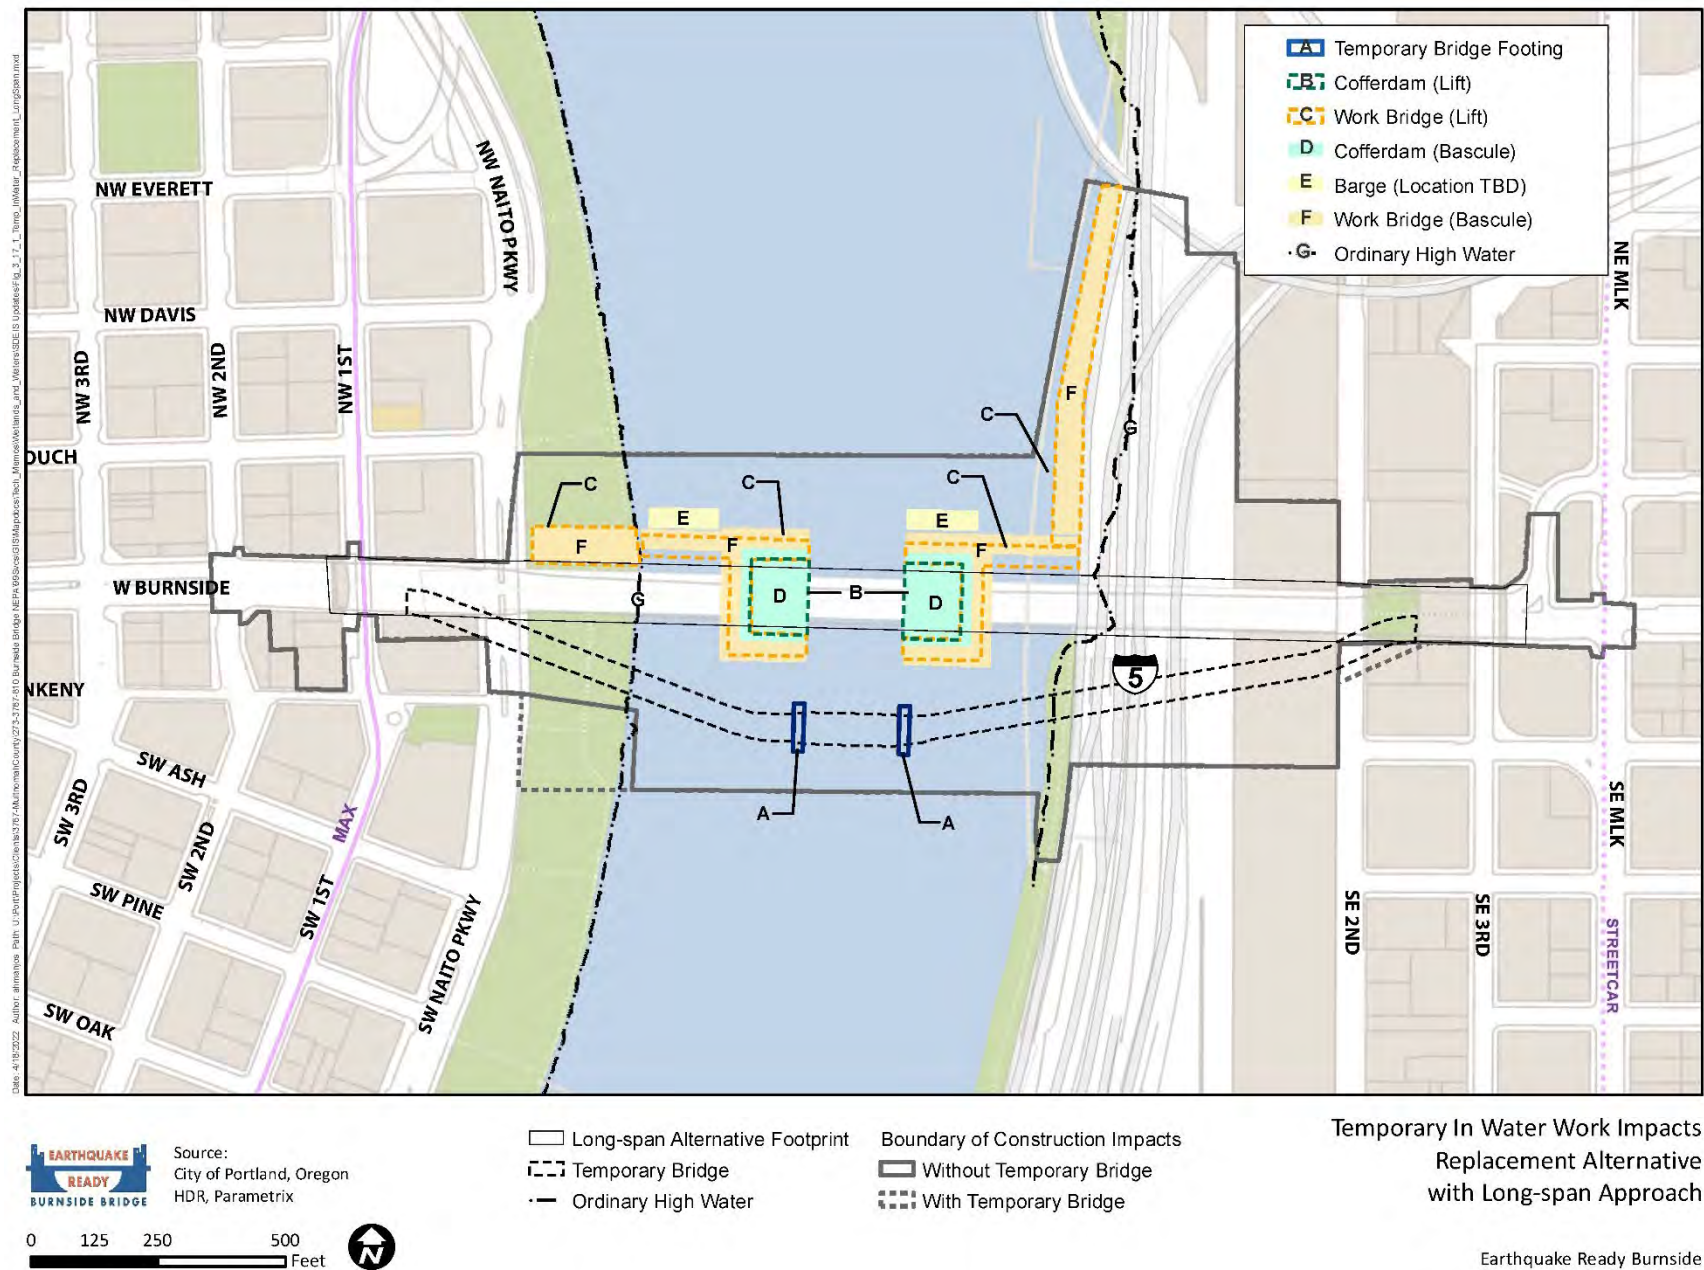 A Temporary Bridge Footing
B Cofferdam (Lift)
C Work Bridge (Lift)
D Cofferdam (Bascule)
E Barge (Location TBD)
F Work Bridge (Bascule)
G Ordinary High Water
NW EVERETT
NW NAITO PKWY
NE MLK
NW DAVIS
NW 3RD
NW 2ND
NW 1ST
F
C
G
OUCH
C
C
C
E
E
F
F
F
W BURNSIDE
G
D
B
D
NKENY
5
A
A
SW ASH
SW 3RD
SW 2ND
MAX
SW PINE
SW 1ST
SW NAITO PKWY
SW OAK
SE MLK
SE 2ND
SE 3RD
STREETCAR
EARTHQUAKE
READY
BURNSIDE BRIDGE
Source:
City of Portland, Oregon
HDR, Parametrix
Long-span Alternative Footprint
Temporary Bridge
Ordinary High Water
Boundary of Construction Impacts
Without Temporary Bridge
With Temporary Bridge
Temporary In Water Work Impacts
Replacement Alternative
with Long-span Approach
0 125 250 500
Feet
N
Earthquake Ready Burnside